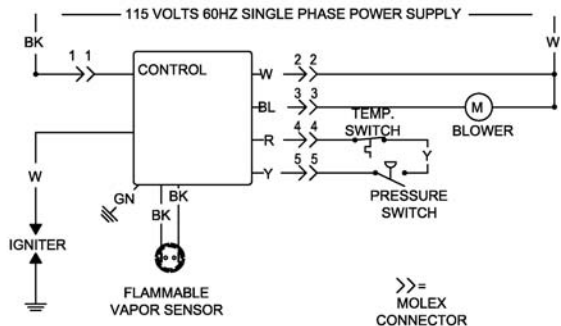 115 VOLTS 60HZ SINGLE PHASE POWER SUPPLY
BK
W
1 1
CONTROL
W
2 2
BL
3 3
M
BLOWER
TEMP.
SWITCH
R
4 4
Y
Y
5 5
PRESSURE
SWITCH
W
GN
BK
BK
IGNITER
FLAMMABLE
VAPOR SENSOR
>>=
MOLEX
CONNECTOR